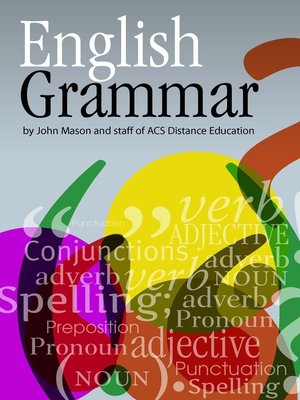 English
Grammar
by John Mason and staff of ACS Distance Education
verb
Punctuation
ADJECTIVE
Conjunctions
adverb
adverb
verb
NOUN
Spelling;
adverb
Preposition
Pronoun
Pronoun
adjective
Punctuation
(NOUN)
Spelling